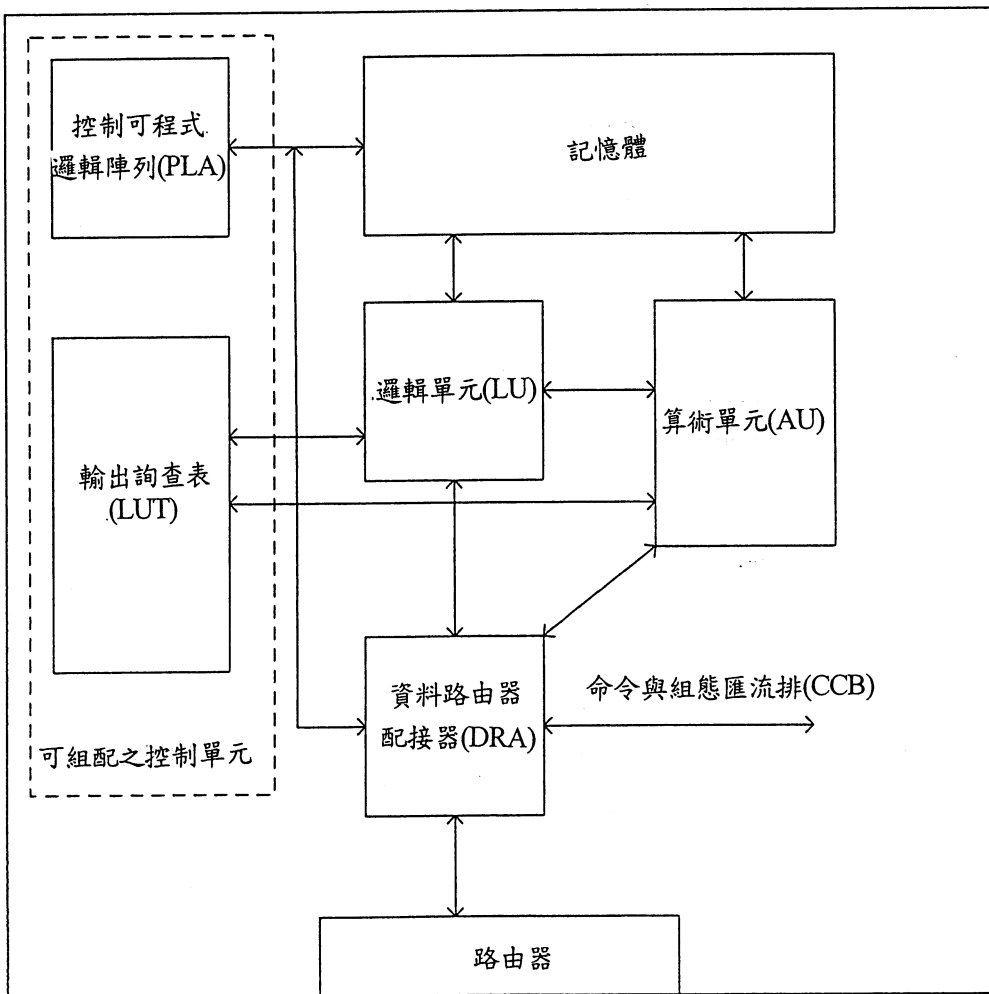 控制可程式
邏輯陣列(PLA)
記憶體
邏輯單元(LU)
算術單元(AU)
輸出詢查表
(LUT)
資料路由器
配接器(DRA)
命令與組態匯流排(CCB)
可組配之控制單元
路由器